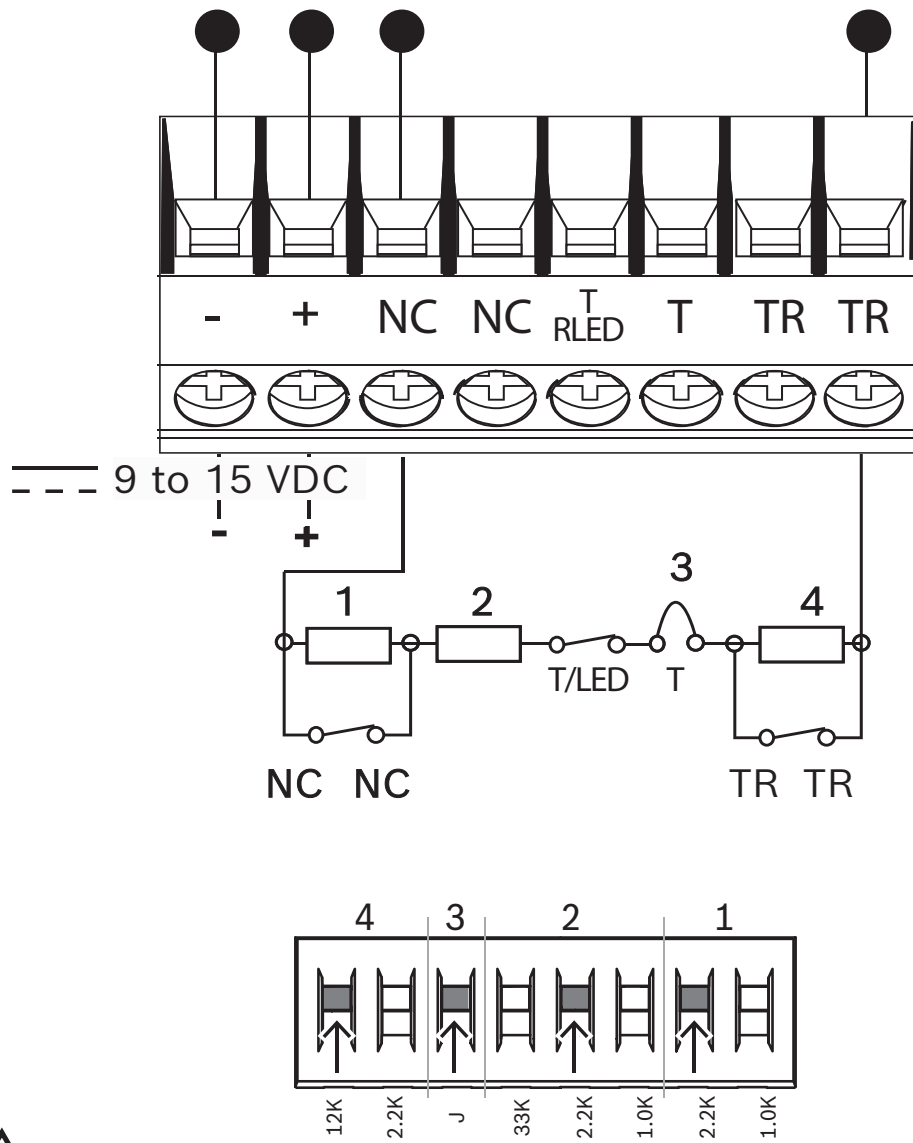 - + NC NC T RLED T TR TR
9 to 15 VDC
- +
1 2 3 4
T/LED T
NC NC TR TR
4 3 2 1
12K 2.2K J 33K 2.2K 1.0K 2.2K 1.0K